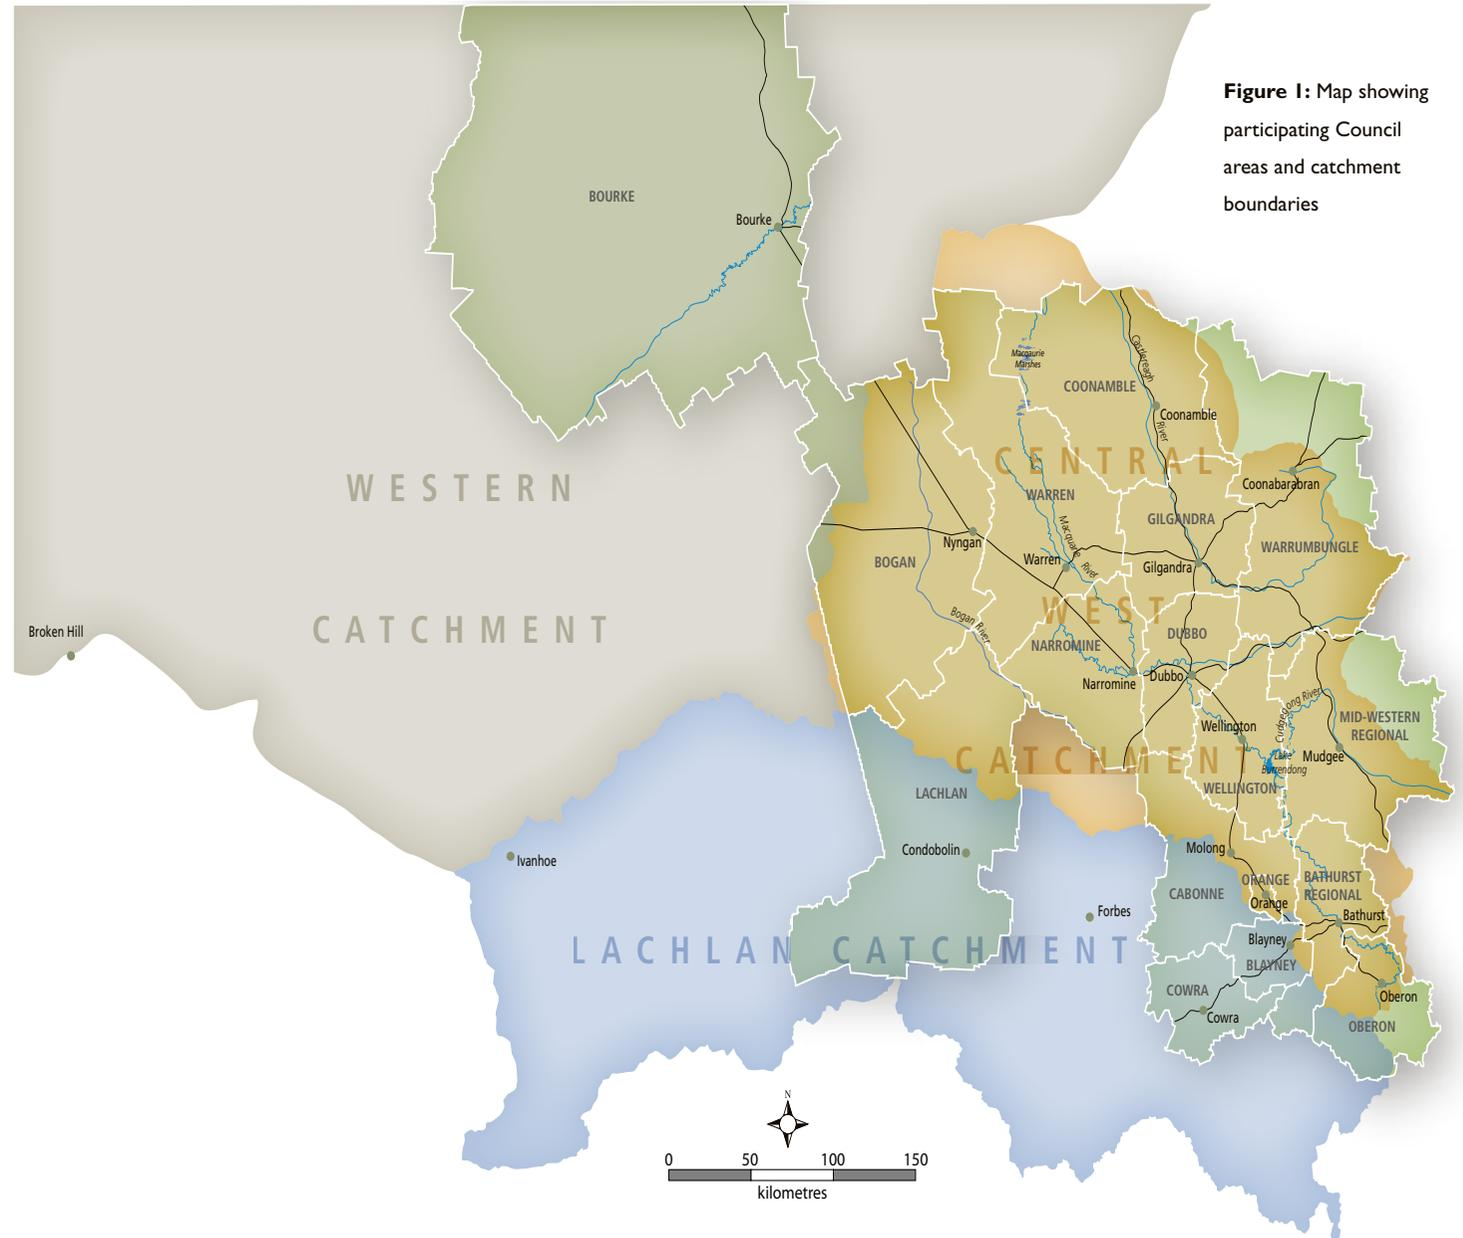 Figure 1: Map showing
participating Council
areas and catchment
boundaries
BOURKE
Bourke
Macquarie
Marshes
Castlereagh
River
COONAMBLE
Coonamble
CENTRAL
WESTERN
Coonabarabran
WARREN
GILGANDRA
Macquarie River
Nyngan
WARRUMBUNGLE
BOGAN
Warren
Gilgandra
WEST
Bogan River
CATCHMENT
Broken Hill
DUBBO
NARROMINE
Narromine
Dubbo
Cudgegong River
MID-WESTERN
REGIONAL
Wellington
Lake
Burrendong
Mudgee
CATCHMENT
WELLINGTON
LACHLAN
Condobolin
Molong
Ivanhoe
ORANGE
BATHURST
REGIONAL
CABONNE
Orange
Forbes
Bathurst
Blayney
LACHLAN CATCHMENT
BLAYNEY
COWRA
Oberon
Cowra
OBERON
N
0 50 100 150
kilometres